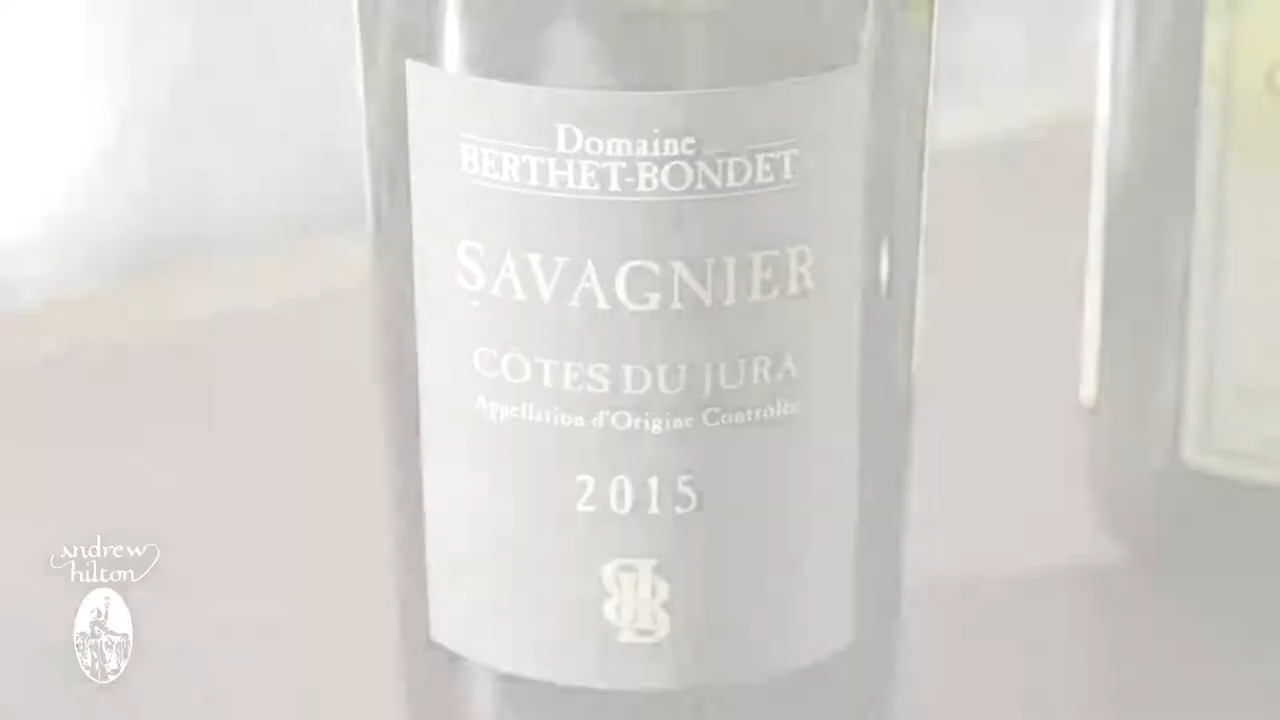 Domaine
BERTHET-BONDET
SAVAGNIER
CÔTES DU JURA
Appellation d'Origine Contrôlée
2015
andrew
hilton